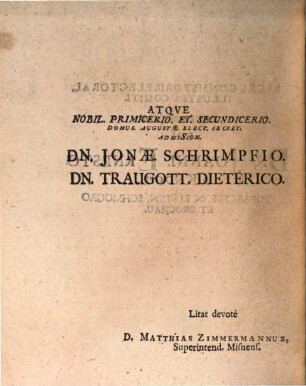 ATQVE
NOBIL. PRIMICERIO. ET. SECUNDICERIO.
DOMUS. AUGUSTÆ. ELECT. SECRET.
ADMISION.
DN. JONÆ SCHRIMPFIO.
DN. TRAUGOTT. DIETERICO.
Litat devotè
D. MATTHIAS ZIMMERMANNUS,
Superintend. Misnens.